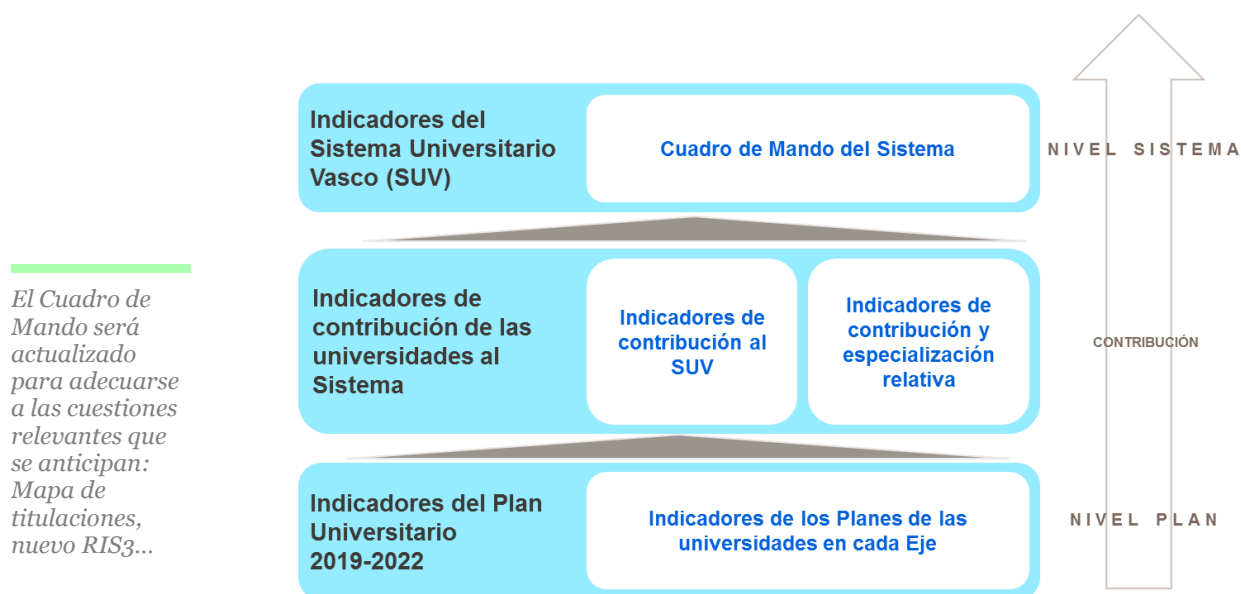 Indicadores del
Sistema Universitario
Vasco (SUV)
Cuadro de Mando del Sistema
NIVEL SISTEMA
El Cuadro de
Mando será
actualizado
para adecuarse
a las cuestiones
relevantes que
se anticipan:
Mapa de
titulaciones,
nuevo RIS3...
Indicadores de
contribución de las
universidades al
Sistema
Indicadores de
contribución al
SUV
Indicadores de
contribución y
especialización
relativa
CONTRIBUCIÓN
Indicadores del Plan
Universitario
2019-2022
Indicadores de los Planes de las
universidades en cada Eje
NIVEL PLAN